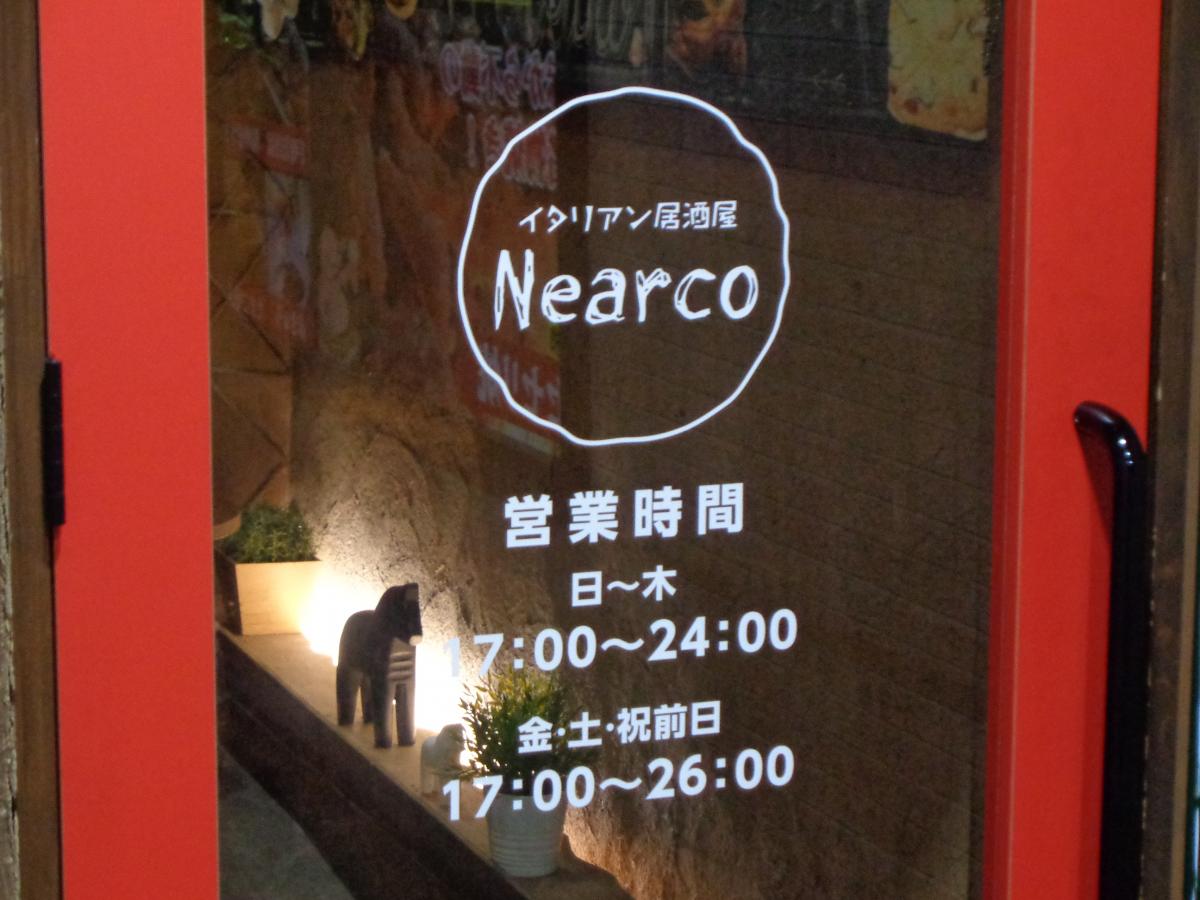 イタリアン居酒屋
Nearco
営業時間
日〜木
17:00〜24:00
金・土・祝前日
17:00〜26:00